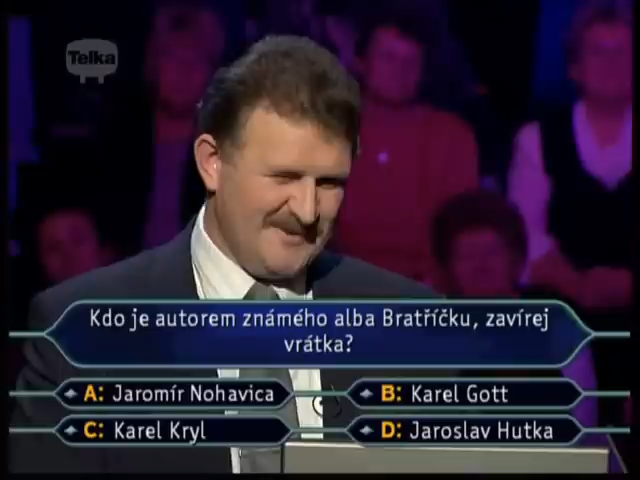 Telka
Kdo je autorem známého alba Bratříčku, zavírej
vrátka?
A: Jaromír Nohavica
B: Karel Gott
C: Karel Kryl
D: Jaroslav Hutka